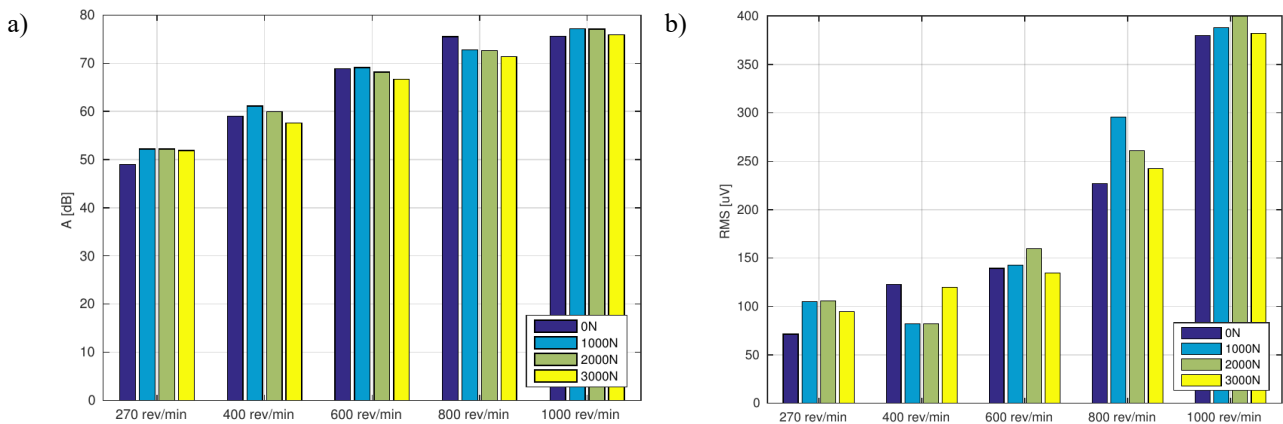 a)
80
70
60
50
40
30
20
10
0
A [dB]
270 rev/min 400 rev/min 600 rev/min 800 rev/min 1000 rev/min
0N
1000N
2000N
3000N
b)
400
350
300
250
200
150
100
50
0
RMS [uV]
270 rev/min 400 rev/min 600 rev/min 800 rev/min 1000 rev/min
0N
1000N
2000N
3000N